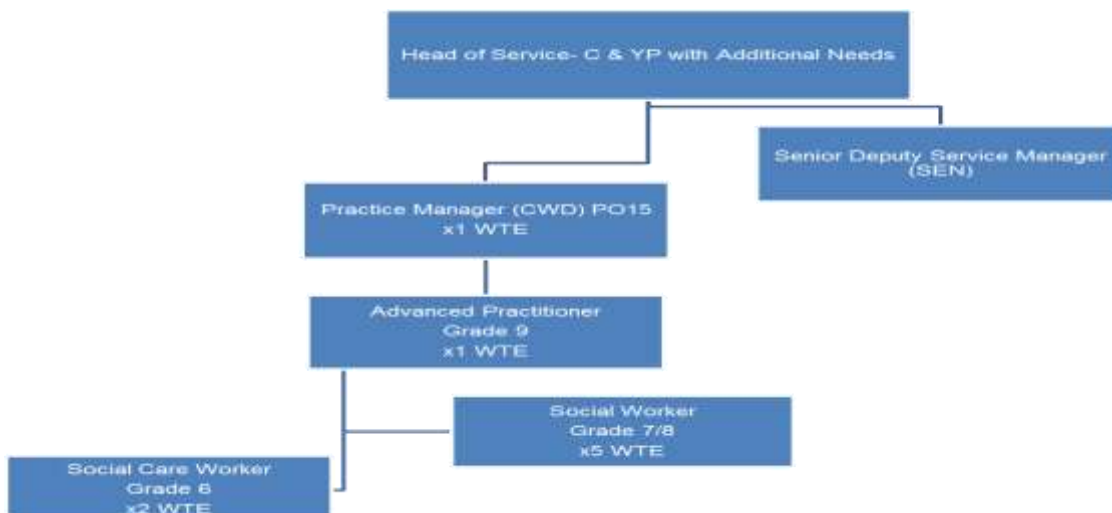 Head of Service- C & YP with Additional Needs
Senior Deputy Service Manager
(SEN)
Practice Manager (CWD) PO15
x1 WTE
Advanced Practitioner
Grade 9
x1 WTE
Social Worker
Grade 7/8
x5 WTE
Social Care Worker
Grade 6
x2 WTE